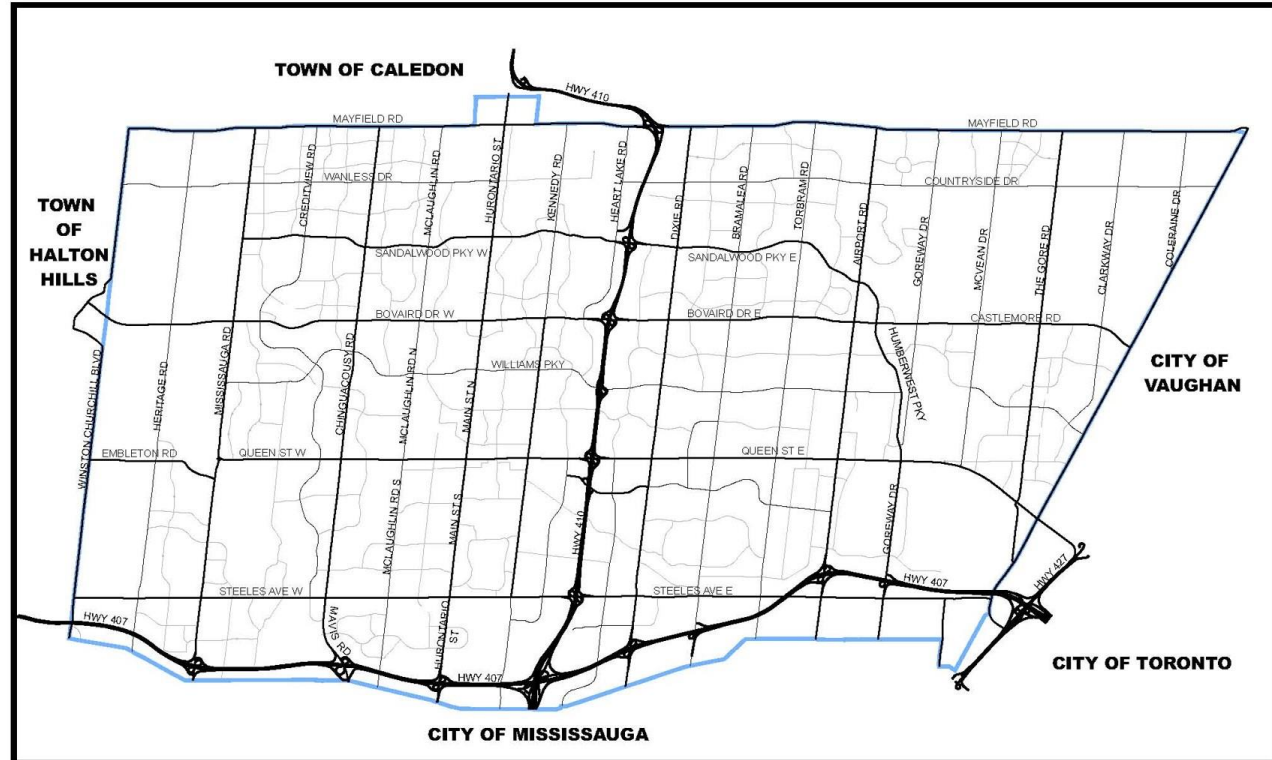 TOWN OF CALEDON
HWY 410
MAYFIELD RD
MAYFIELD RD
CREDITVIEW RD
MCLAUGHLIN RD
HURONTARIO ST
KENNEDY RD
HEART LAKE RD
WANLESS DR
COUNTRYSIDE DR
DIXIE RD
BRAMALEA RD
TORBRAM RD
AIRPORT RD
GOREWAY DR
MCVEAN DR
THE GORE RD
CLARKWAY DR
COLERAINE DR
TOWN
OF
HALTON
HILLS
SANDALWOOD PKY W
SANDALWOOD PKY E
BOVAIRD DR W
BOVAIRD DR E
CASTLEMORE RD
WINSTON CHURCHILL BLVD
HERITAGE RD
MISSISSAUGA RD
CHINGUACOUSY RD
MCLAUGHLIN RD N
MAIN ST N
WILLIAMS PKY
HUMBERWEST PKY
CITY OF
VAUGHAN
EMBLETON RD
QUEEN ST W
QUEEN ST E
MCLAUGHLIN RD S
MAIN ST S
HWY 410
GOREWAY DR
STEELES AVE W
STEELES AVE E
HWY 407
HWY 427
HWY 407
MAVIS RD
HURONTARIO
ST
HWY 407
CITY OF TORONTO
CITY OF MISSISSAUGA